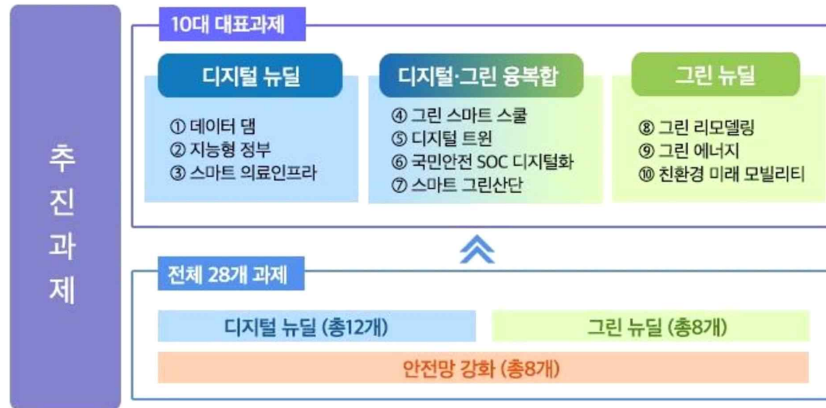 추진과제
10대 대표과제
디지털 뉴딜
① 데이터 댐
② 지능형 정부
③ 스마트 의료인프라
디지털·그린 융복합
④ 그린 스마트 스쿨
⑤ 디지털 트윈
⑥ 국민안전 SOC 디지털화
⑦ 스마트 그린산단
그린 뉴딜
⑧ 그린 리모델링
⑨ 그린 에너지
⑩ 친환경 미래 모빌리티
전체 28개 과제
디지털 뉴딜 (총12개)
그린 뉴딜 (총8개)
안전망 강화 (총8개)